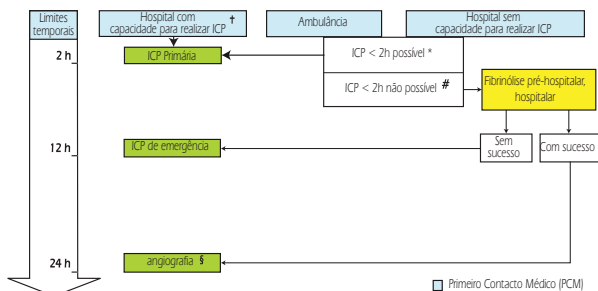 Limites
temporais
Hospital com †
capacidade para realizar ICP
Ambulância
Hospital sem
capacidade para realizar ICP
2 h
ICP Primária
ICP < 2h possível *
ICP < 2h não possível #
Fibrinólise pré-hospitalar,
hospitalar
12 h
ICP de emergência
Sem
sucesso
Com sucesso
24 h
angiografia §
Primeiro Contacto Médico (PCM)